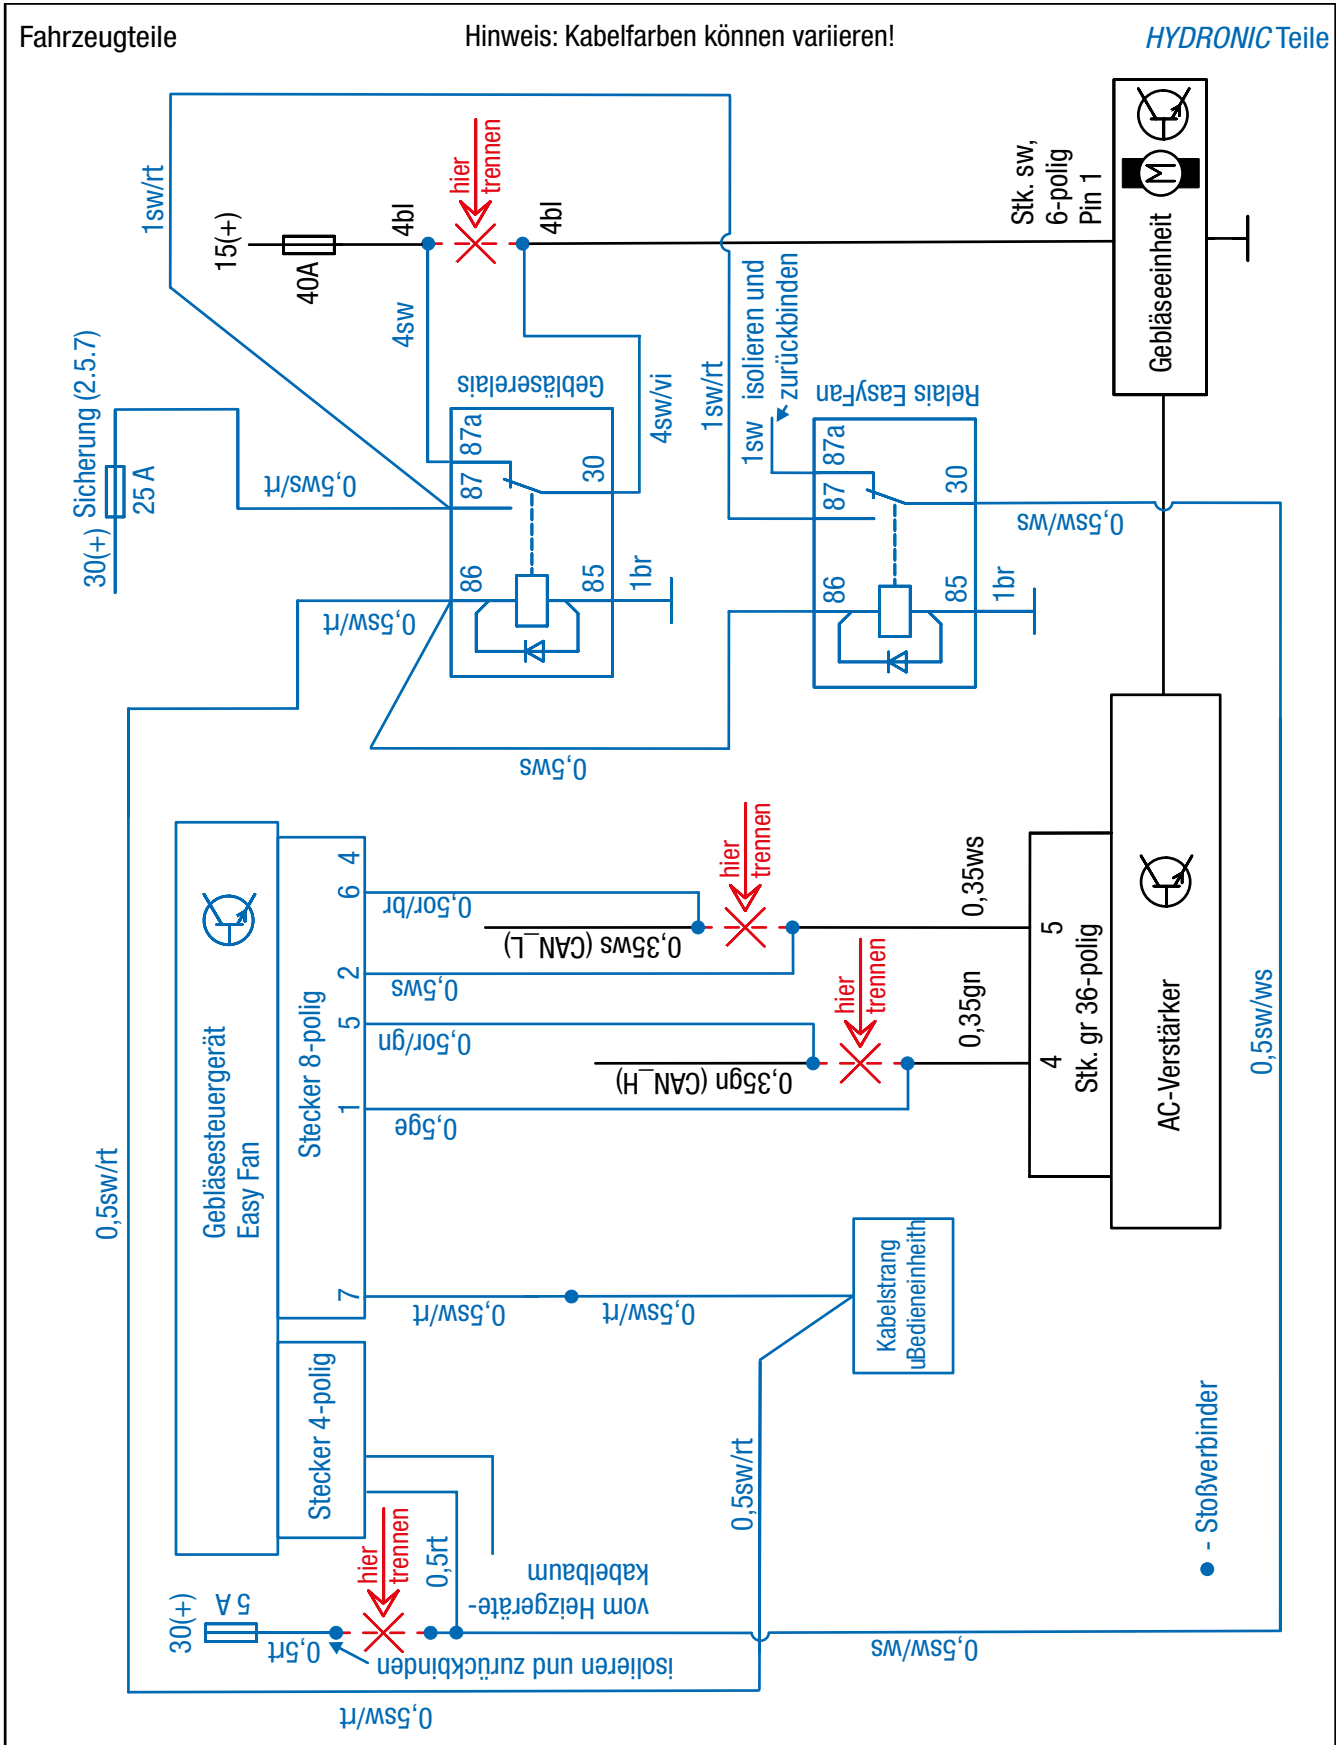 Fahrzeugteile
Hinweis: Kabelfarben können variieren!
HYDRONIC Teile
1sw/rt
15(+)
40A
4bl
hier
trennen
4bl
Stk. sw,
6-polig
Pin 1
Gebläseeinheit
M
30(+)
Sicherung (2.5.7)
25 A
0,5ws/rt
4sw
Gebläserelais
4sw/vi
86
87
87a
85
30
1br
0,5sw/rt
1sw/rt
1sw
isolieren und
zurückbinden
Relais EasyFan
86
87
87a
85
30
1br
0,5sw/ws
0,5ws
0,5sw/rt
Gebläsesteuergerät
Easy Fan
Stecker 8-polig
7
1
5
2
6
4
0,5or/br
0,5ws
0,5or/gn
0,5ge
0,35ws (CAN_L)
hier
trennen
0,35ws
0,35gn (CAN_H)
hier
trennen
0,35gn
4
5
Stk. gr 36-polig
AC-Verstärker
0,5sw/ws
0,5sw/rt
0,5sw/rt
Kabelstrang
uBedieneinheith
Stecker 4-polig
0,5sw/rt
30(+)
5 A
0,5rt
hier
trennen
0,5rt
vom Heizgeräte-
kabelbaum
isolieren und zurückbinden
0,5sw/rt
0,5sw/ws
- Stoßverbinder